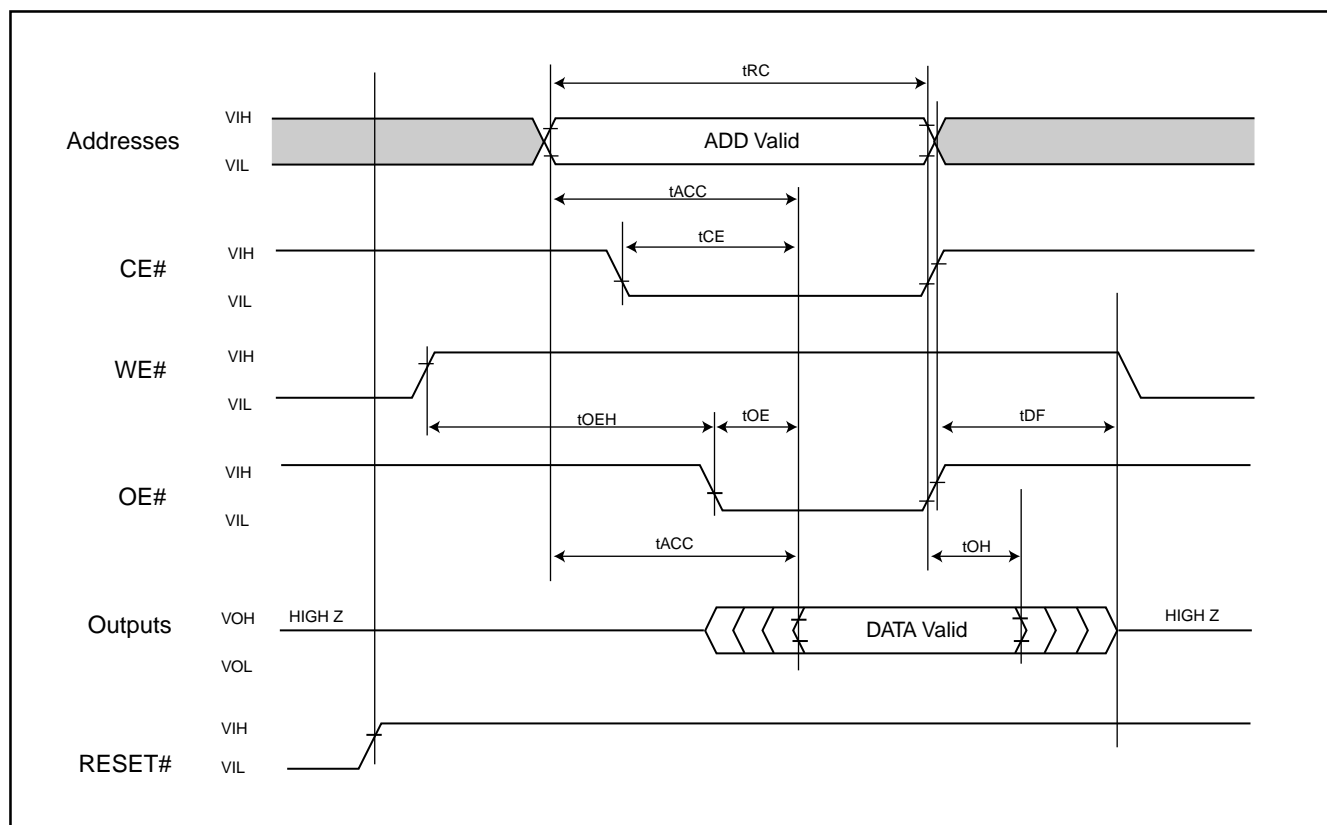 tRC
VIH
Addresses
ADD Valid
VIL
tACC
tCE
VIH
CE#
VIL
VIH
WE#
VIL
tOEH
tOE
tDF
VIH
OE#
VIL
tACC
tOH
VOH
HIGH Z
HIGH Z
Outputs
DATA Valid
VOL
VIH
RESET#
VIL